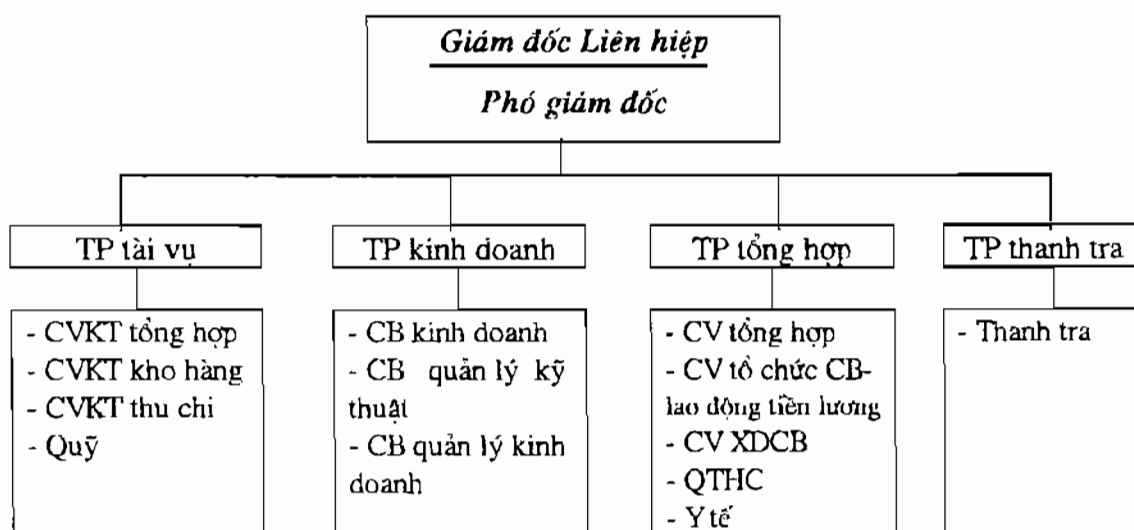 Giám đốc Liên hiệp
Phó giám đốc
TP tài vụ
TP kinh doanh
TP tổng hợp
TP thanh tra
- CVKT tổng hợp
- CVKT kho hàng
- CVKT thu chi
- Quỹ
- CB kinh doanh
- CB quản lý kỹ
thuật
- CB quản lý kinh
doanh
- CV tổng hợp
- CV tổ chức CB-
lao động tiền lương
- CV XDCB
- QTHC
- Y tế
- Thanh tra